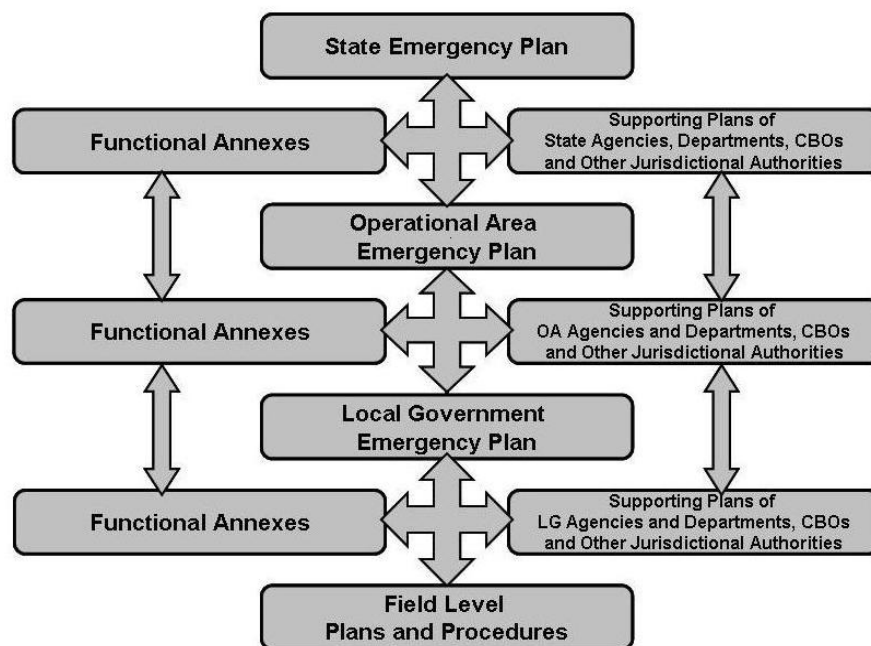 State Emergency Plan
Functional Annexes
Supporting Plans of
State Agencies, Departments, CBOs
and Other Jurisdictional Authorities
Operational Area
Emergency Plan
Functional Annexes
Supporting Plans of
OA Agencies and Departments, CBOs
and Other Jurisdictional Authorities
Local Government
Emergency Plan
Functional Annexes
Supporting Plans of
LG Agencies and Departments, CBOs
and Other Jurisdictional Authorities
Field Level
Plans and Procedures